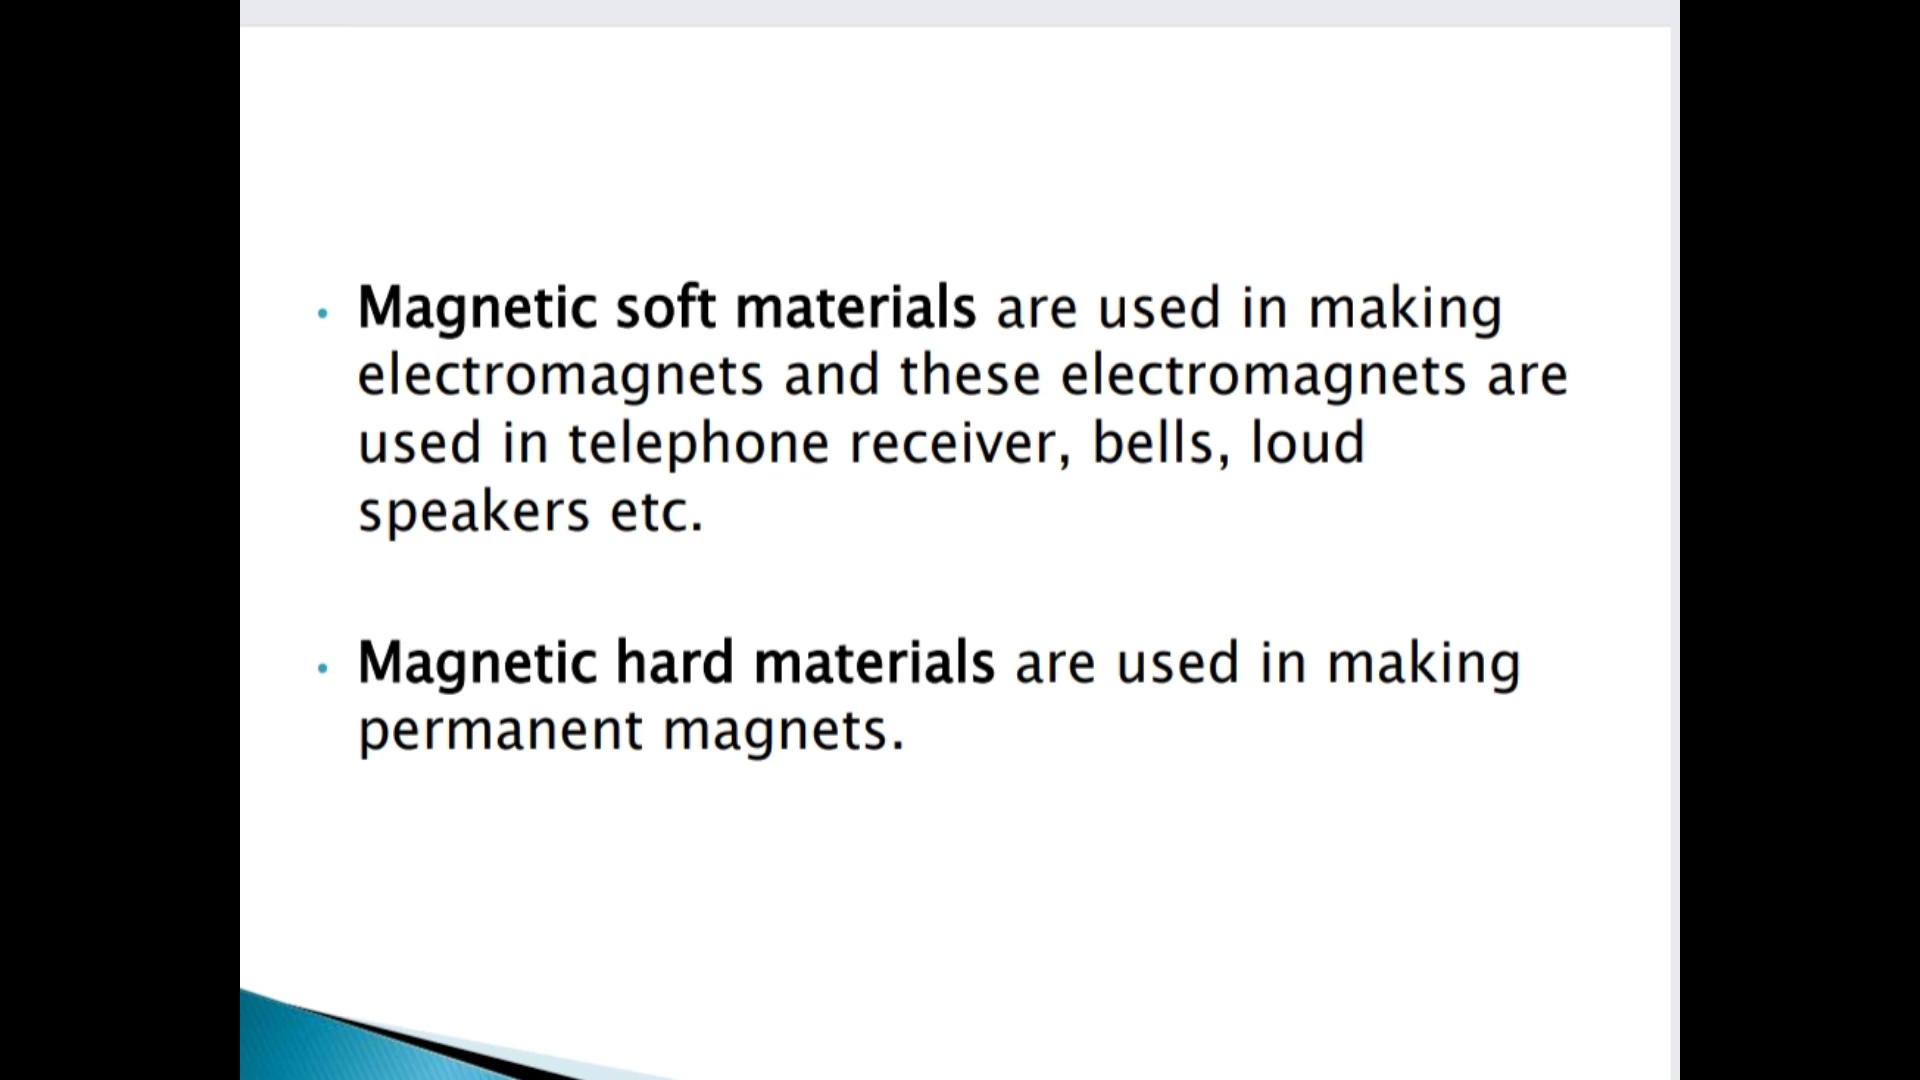 • Magnetic soft materials are used in making
electromagnets and these electromagnets are
used in telephone receiver, bells, loud
speakers etc.
• Magnetic hard materials are used in making
permanent magnets.